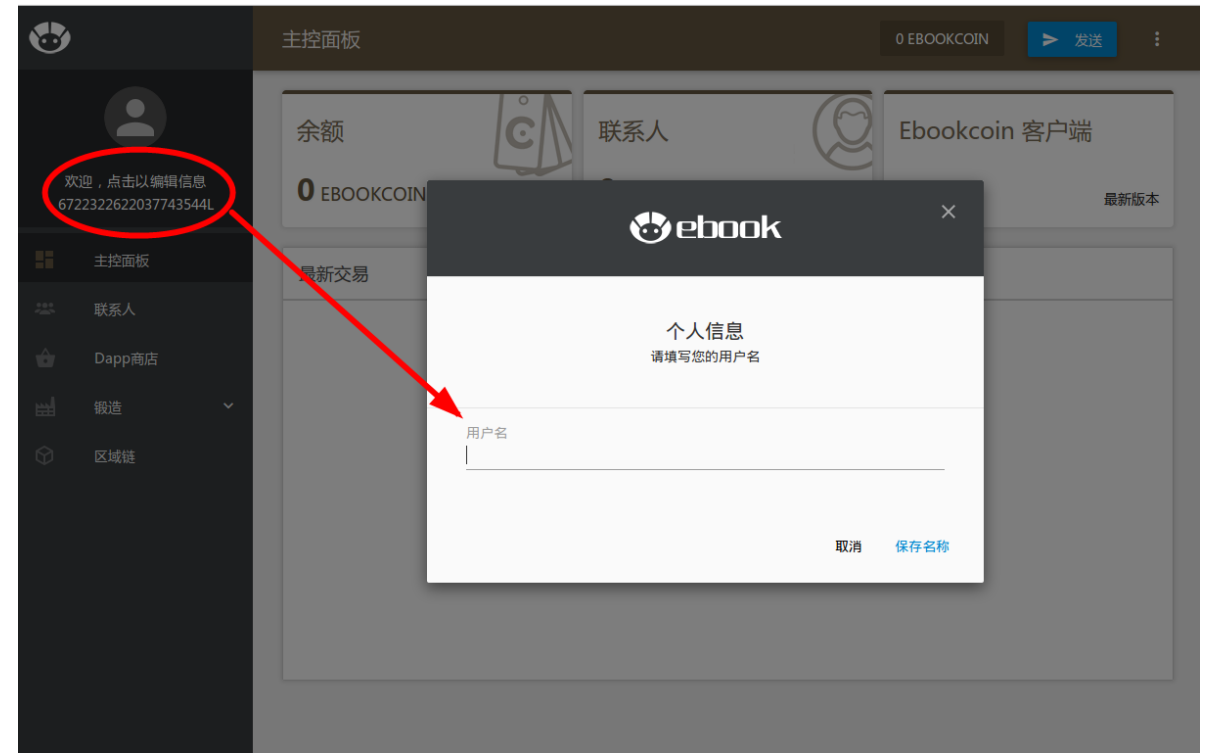 主控面板
0 EBOOKCOIN
发送
欢迎，点击以编辑信息
6722322622037743544L
主控面板
联系人
Dapp商店
锻造
区域链
余额
0 EBOOKCOIN
联系人
Ebookcoin 客户端
最新版本
最新交易
ebook
个人信息
请填写您的用户名
用户名
取消
保存名称